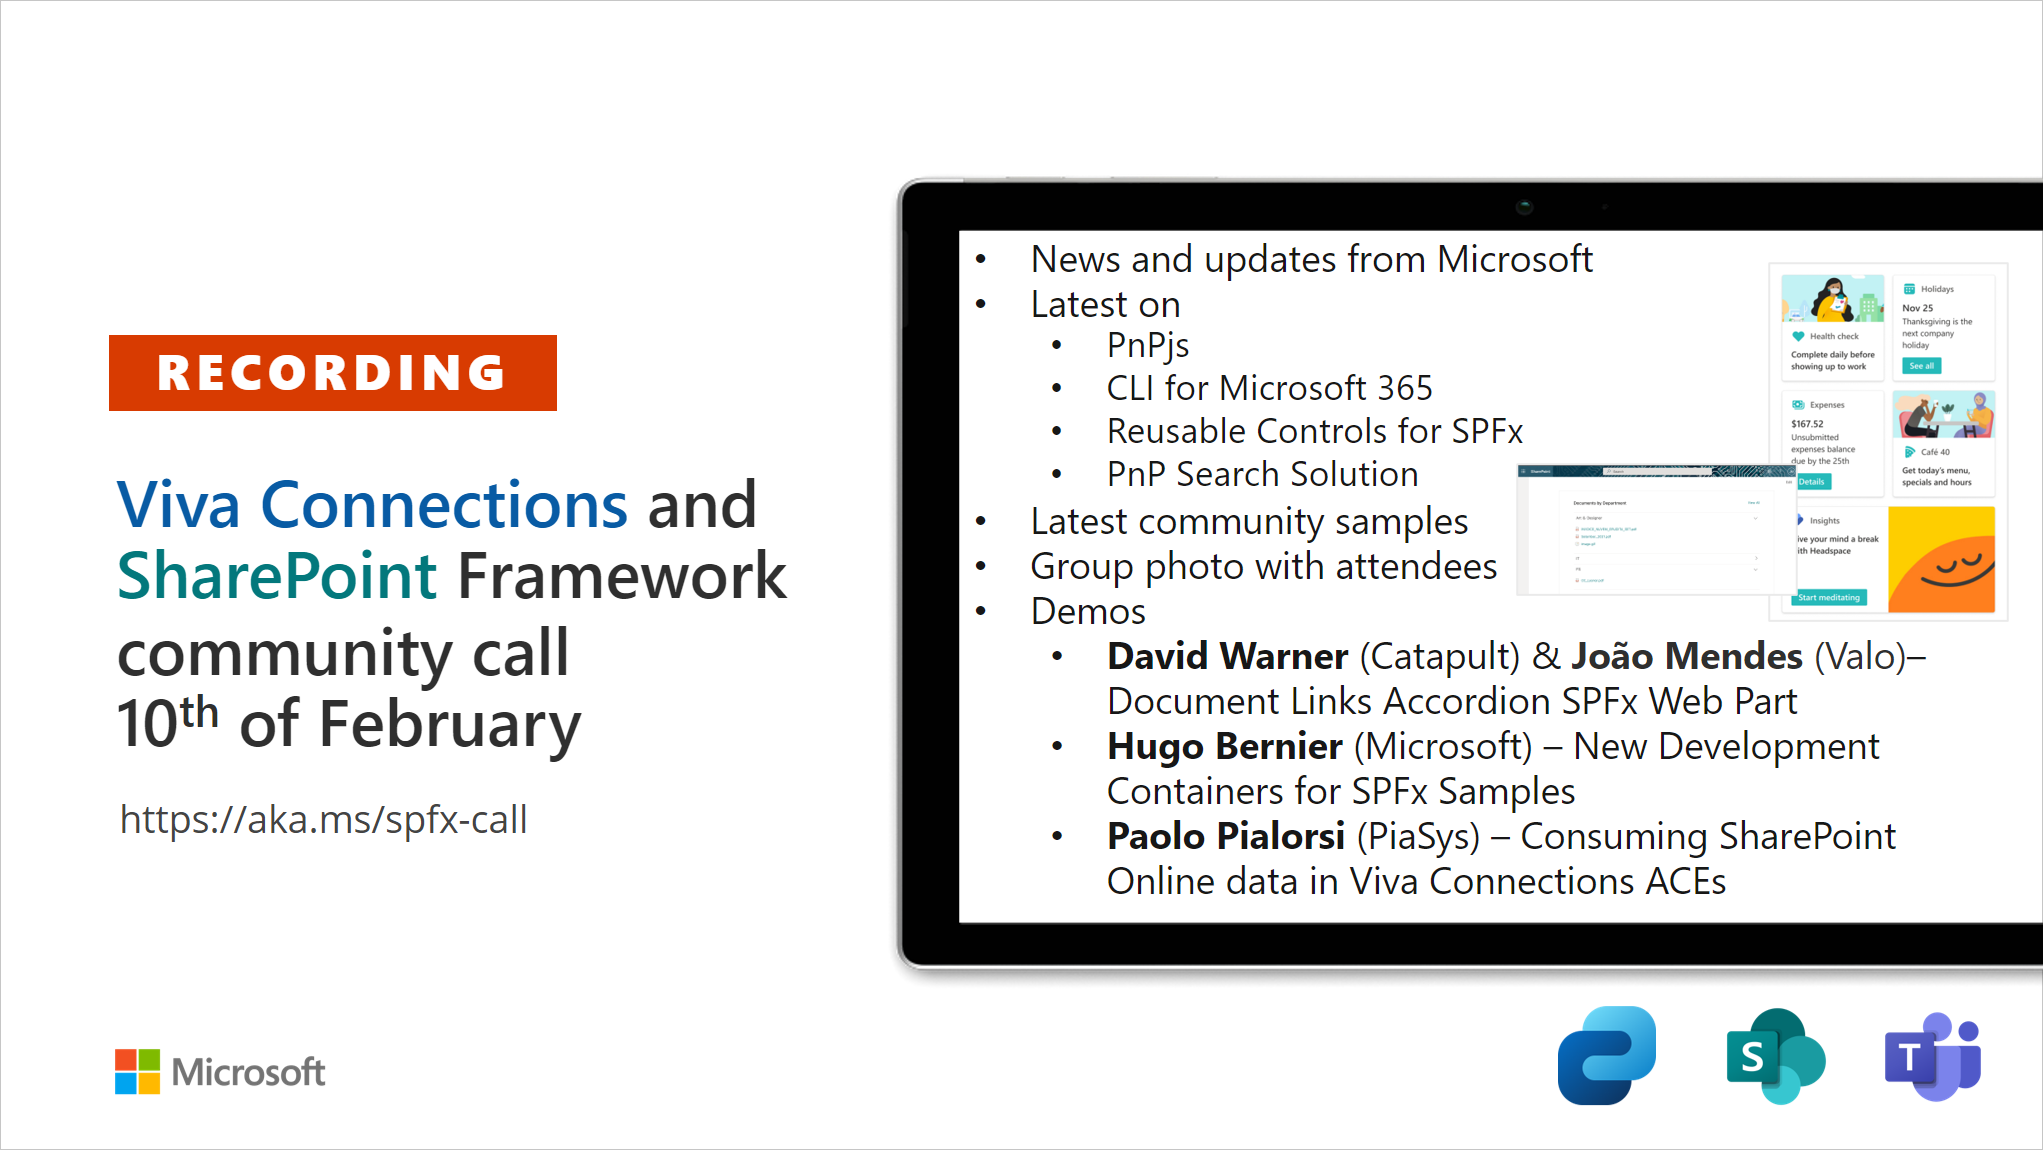 RECORDING
Viva Connections and
SharePoint Framework
community call
10th of February
https://aka.ms/spfx-call
Microsoft
• News and updates from Microsoft
• Latest on
• PnPjs
• CLI for Microsoft 365
• Reusable Controls for SPFx
• PnP Search Solution
• Latest community samples
• Group photo with attendees
• Demos
• David Warner (Catapult) & João Mendes (Valo)–
Document Links Accordion SPFx Web Part
• Hugo Bernier (Microsoft) – New Development
Containers for SPFx Samples
• Paolo Pialorsi (PiaSys) – Consuming SharePoint
Online data in Viva Connections ACEs
Health check
Complete daily before
showing up to work
Holidays
Nov 25
Thanksgiving is the
next company
holiday
See all
Expenses
$167.52
Unsubmitted
expenses balance
due by the 25th
Details
Café 40
Get today's menu,
specials and hours
Insights
ive your mind a break
ith Headspace
Start meditating
SharePoint
Search
Documents by Department
Art & Designer
S
T